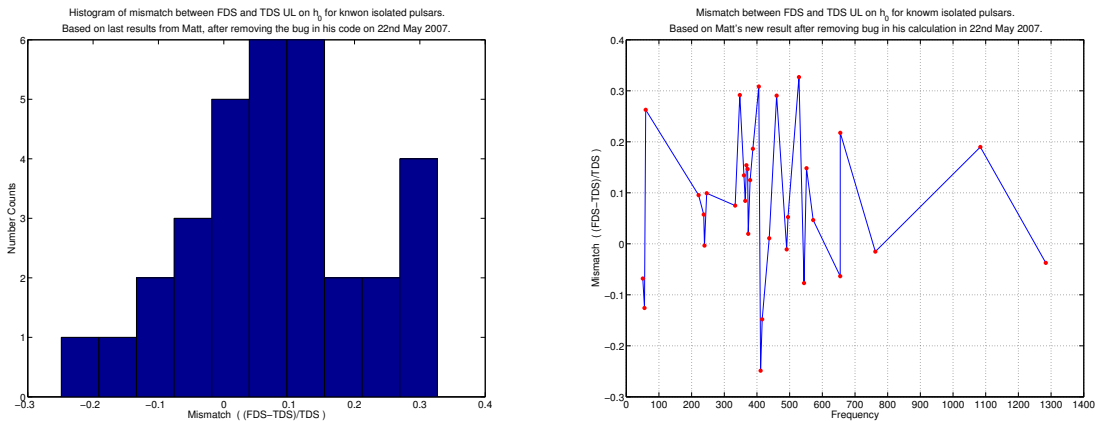 Histogram of mismatch between FDS and TDS UL on h0 for knwon isolated pulsars.
Based on last results from Matt, after removing the bug in his code on 22nd May 2007.
6
5
4
3
2
1
0
Number Counts
−0.3 −0.2 −0.1 0 0.1 0.2 0.3 0.4
Mismatch ( (FDS−TDS)/TDS )
Mismatch between FDS and TDS UL on h0 for knowm isolated pulsars.
Based on Matt's new result after removing bug in his calculation in 22nd May 2007.
0.4
0.3
0.2
0.1
0
−0.1
−0.2
−0.3
Mismatch ( (FDS−TDS)/TDS )
0 100 200 300 400 500 600 700 800 900 1000 1100 1200 1300 1400
Frequency